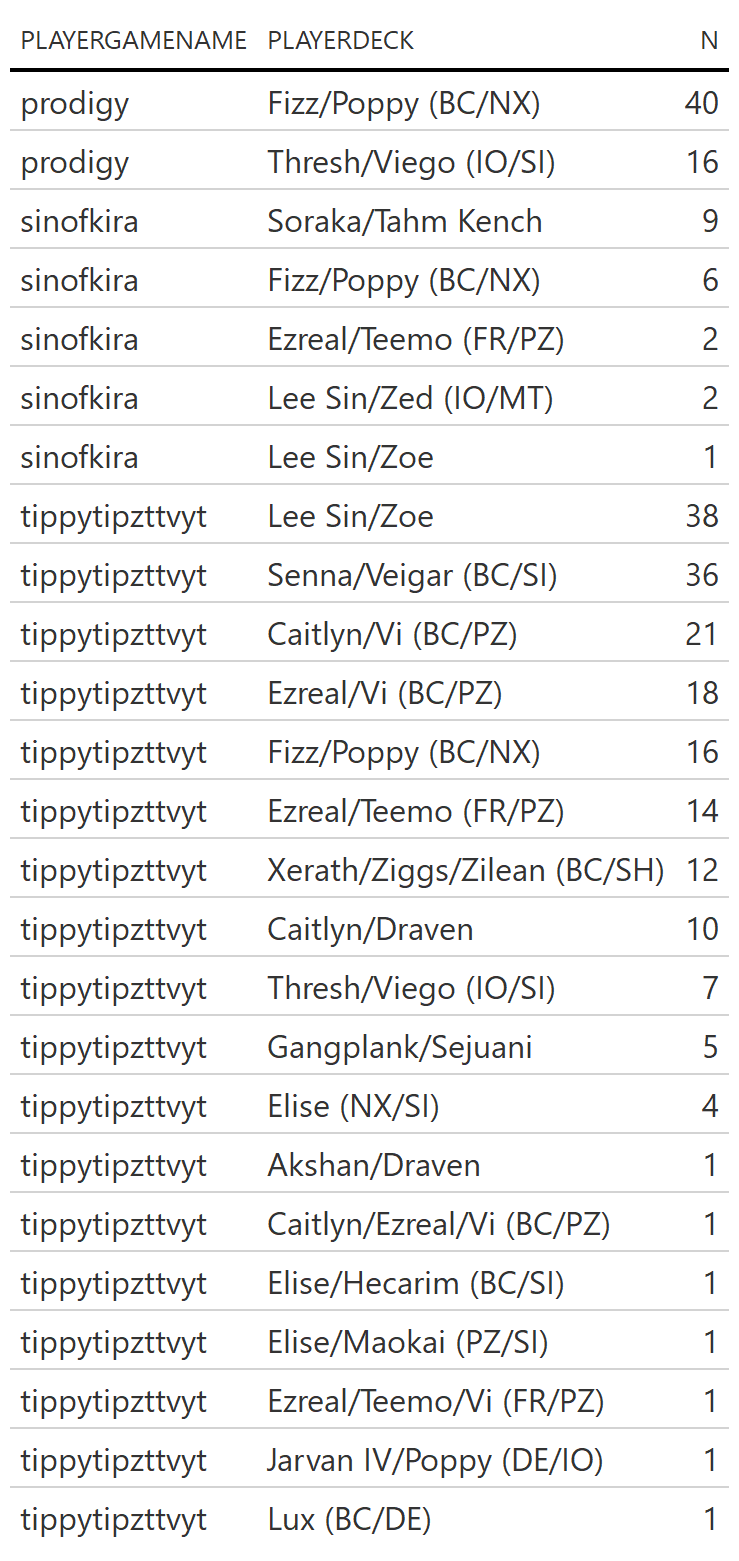 PLAYERGAMENAME PLAYERDECK N
prodigy Fizz/Poppy (BC/NX) 40
prodigy Thresh/Viego (IO/SI) 16
sinofkira Soraka/Tahm Kench 9
sinofkira Fizz/Poppy (BC/NX) 6
sinofkira Ezreal/Teemo (FR/PZ) 2
sinofkira Lee Sin/Zed (IO/MT) 2
sinofkira Lee Sin/Zoe 1
tippytipzttvyt Lee Sin/Zoe 38
tippytipzttvyt Senna/Veigar (BC/SI) 36
tippytipzttvyt Caitlyn/Vi (BC/PZ) 21
tippytipzttvyt Ezreal/Vi (BC/PZ) 18
tippytipzttvyt Fizz/Poppy (BC/NX) 16
tippytipzttvyt Ezreal/Teemo (FR/PZ) 14
tippytipzttvyt Xerath/Ziggs/Zilean (BC/SH) 12
tippytipzttvyt Caitlyn/Draven 10
tippytipzttvyt Thresh/Viego (IO/SI) 7
tippytipzttvyt Gangplank/Sejuani 5
tippytipzttvyt Elise (NX/SI) 4
tippytipzttvyt Akshan/Draven 1
tippytipzttvyt Caitlyn/Ezreal/Vi (BC/PZ) 1
tippytipzttvyt Elise/Hecarim (BC/SI) 1
tippytipzttvyt Elise/Maokai (PZ/SI) 1
tippytipzttvyt Ezreal/Teemo/Vi (FR/PZ) 1
tippytipzttvyt Jarvan IV/Poppy (DE/IO) 1
tippytipzttvyt Lux (BC/DE) 1